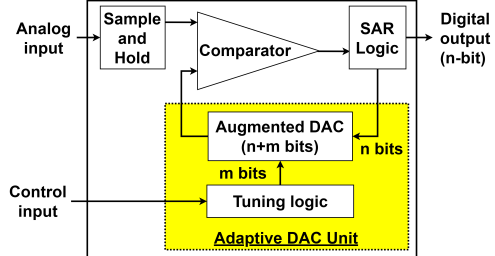 Analog
input
Sample
and
Hold
Comparator
SAR
Logic
Digital
output
(n-bit)
Augmented DAC
(n+m bits)
n bits
m bits
Control
input
Tuning logic
Adaptive DAC Unit